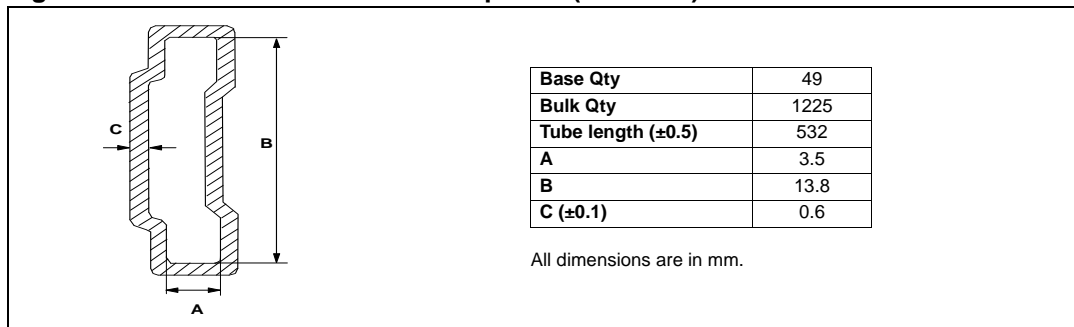 C
B
A
Base Qty 49
Bulk Qty 1225
Tube length (±0.5) 532
A 3.5
B 13.8
C (±0.1) 0.6
All dimensions are in mm.